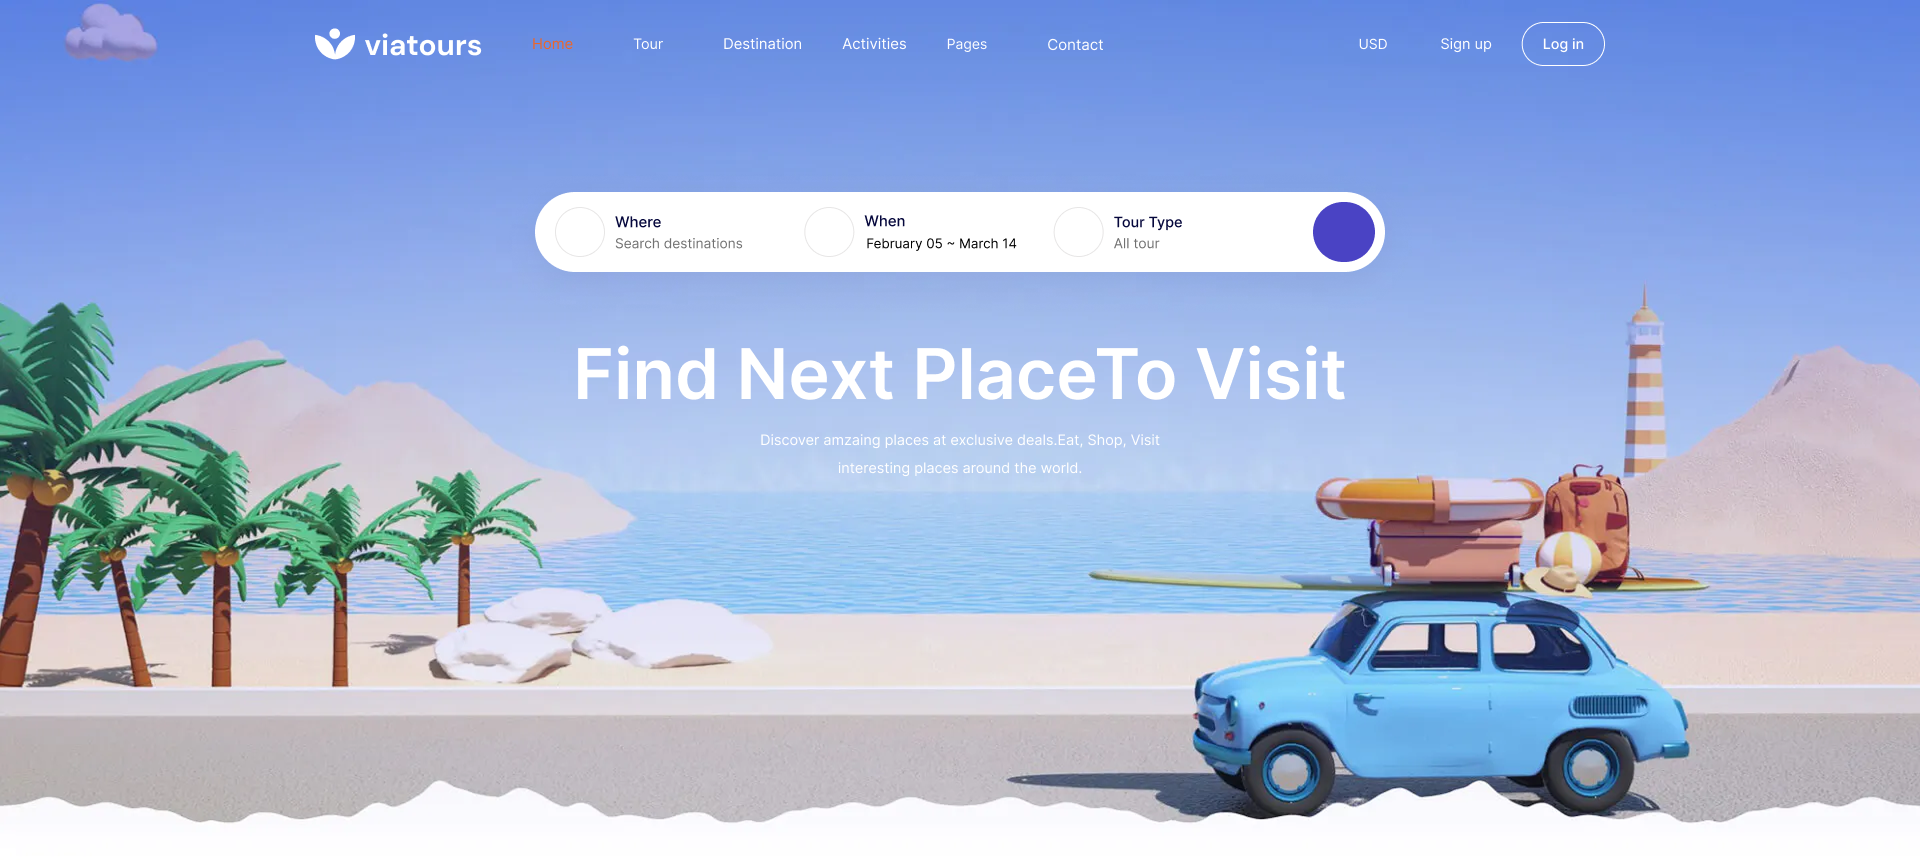 viatours Home Tour Destination Activities Pages Contact USD Sign up Log in
Where When Tour Type
Search destinations February 05 ~ March 14 All tour
Find Next PlaceTo Visit
Discover amzaing places at exclusive deals.Eat, Shop, Visit
interesting places around the world.